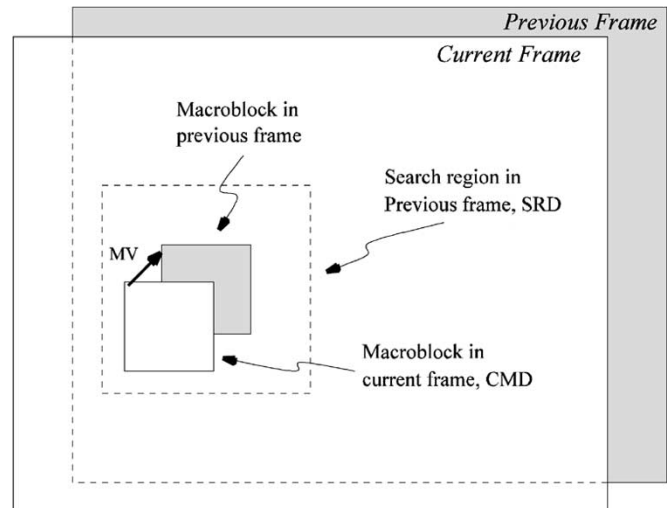 Previous Frame
Current Frame
Macroblock in
previous frame
Search region in
Previous frame, SRD
MV
Macroblock in
current frame, CMD